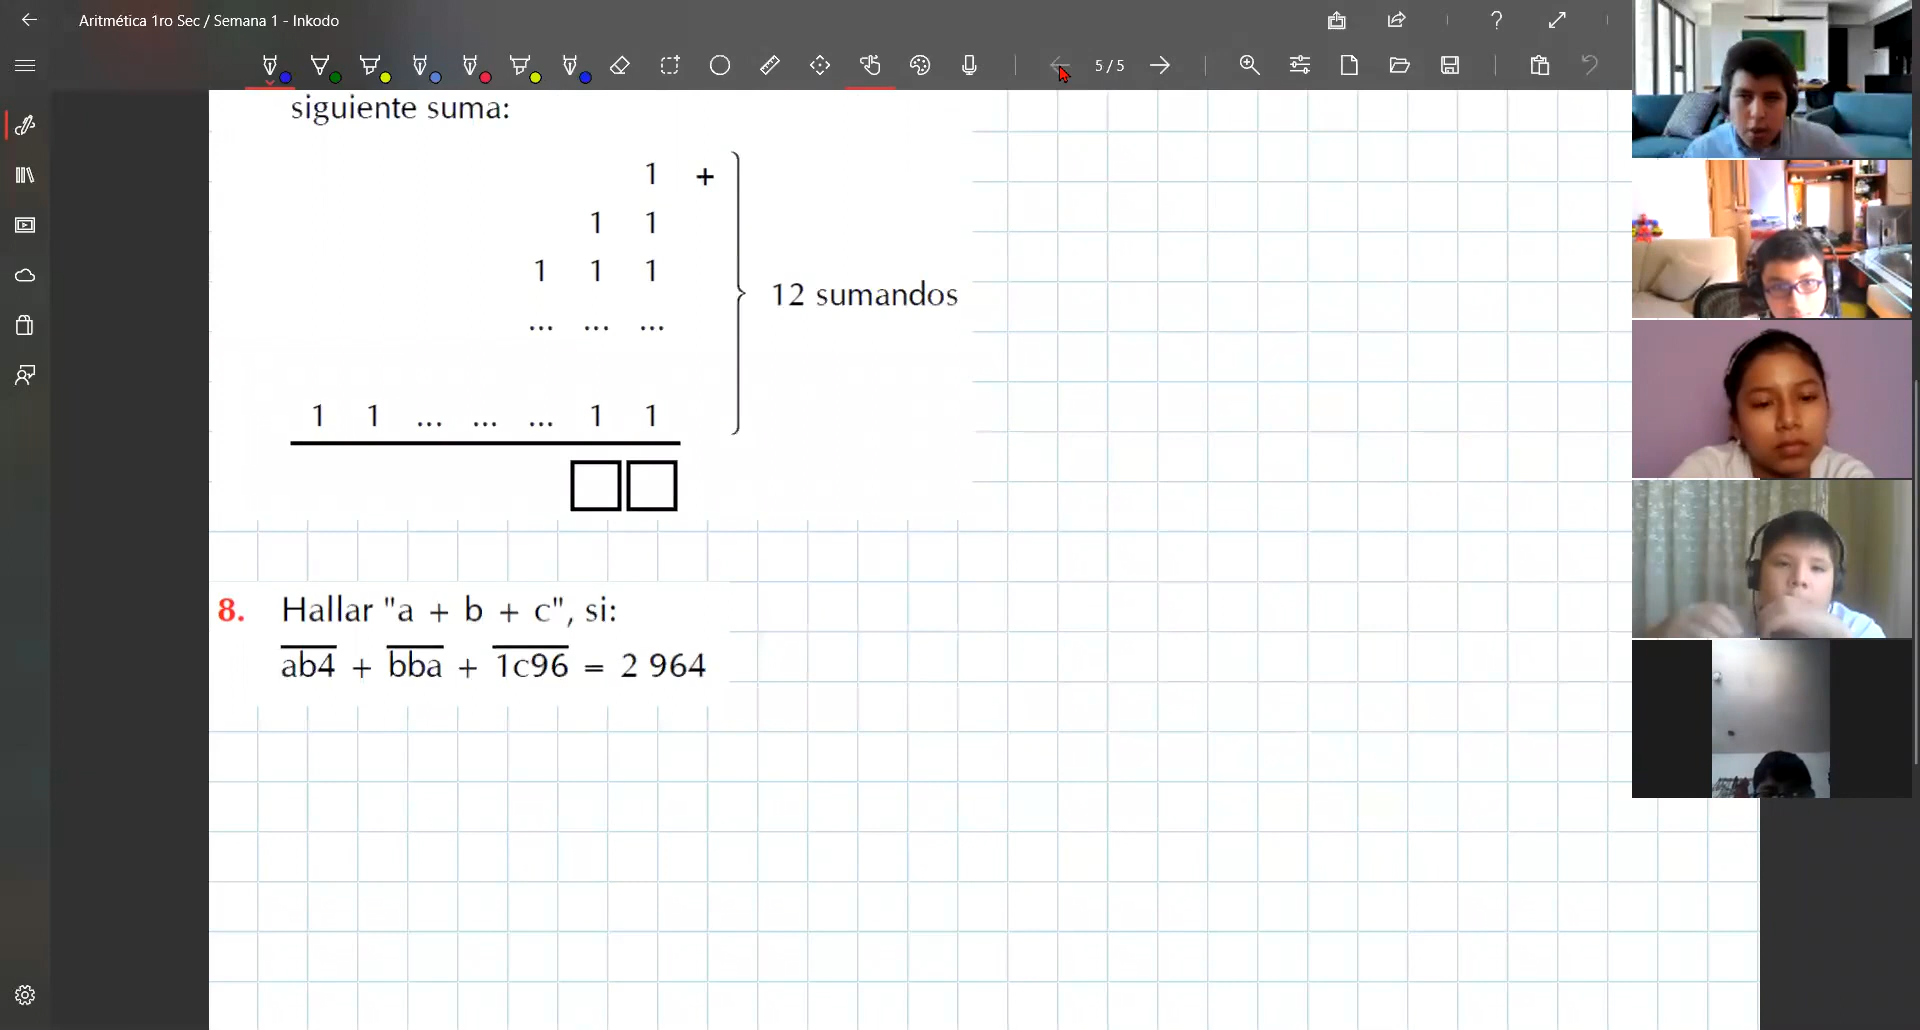 Aritmética 1ro Sec / Semana 1 - Inkodo
5 / 5
siguiente suma:
1 +
1 1
1 1 1
... ... ...
12 sumandos
1 1 ... ... ... 1 1
8. Hallar "a + b + c", si:
ab4 + bba + 1c96 = 2 964